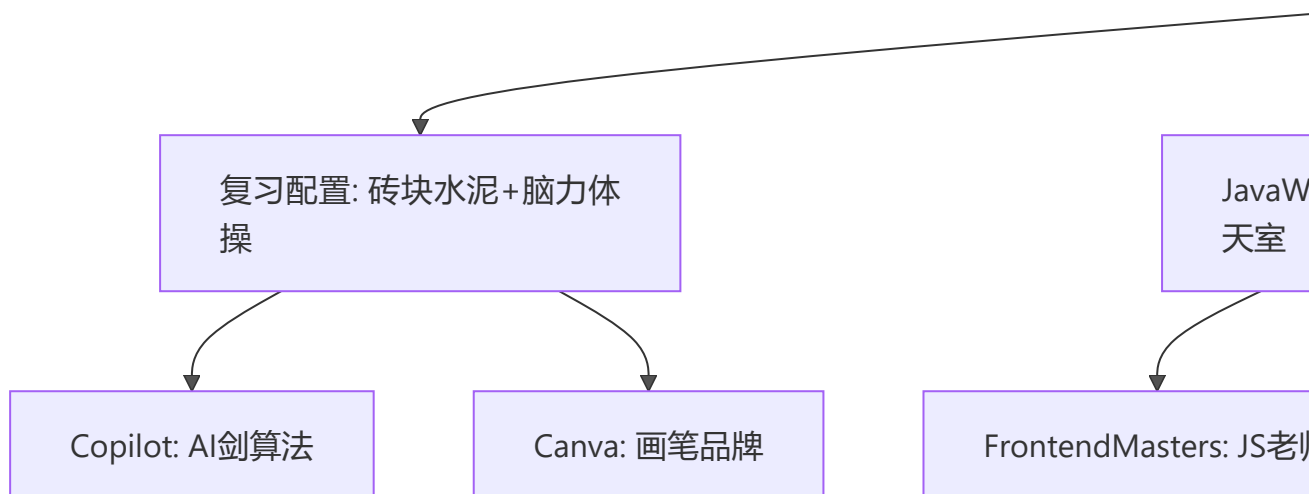 复习配置: 砖块水泥+脑力体
操
JavaW
天室
Copilot: AI剑算法
Canva: 画笔品牌
FrontendMasters: JS老